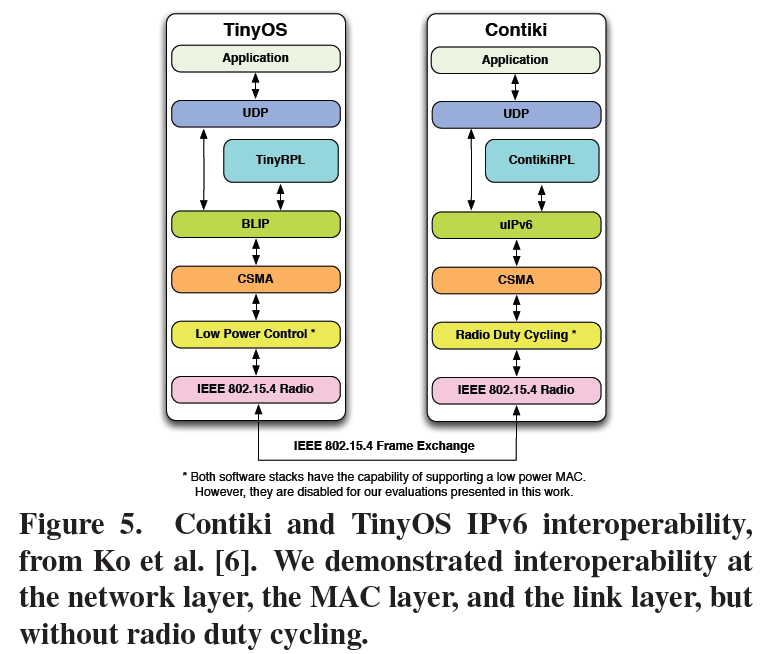 TinyOS
Application
UDP
TinyRPL
BLIP
CSMA
Low Power Control *
IEEE 802.15.4 Radio
Contiki
Application
UDP
ContikiRPL
uIPv6
CSMA
Radio Duty Cycling *
IEEE 802.15.4 Radio
IEEE 802.15.4 Frame Exchange
* Both software stacks have the capability of supporting a low power MAC.
However, they are disabled for our evaluations presented in this work.
Figure 5. Contiki and TinyOS IPv6 interoperability,
from Ko et al. [6]. We demonstrated interoperability at
the network layer, the MAC layer, and the link layer, but
without radio duty cycling.